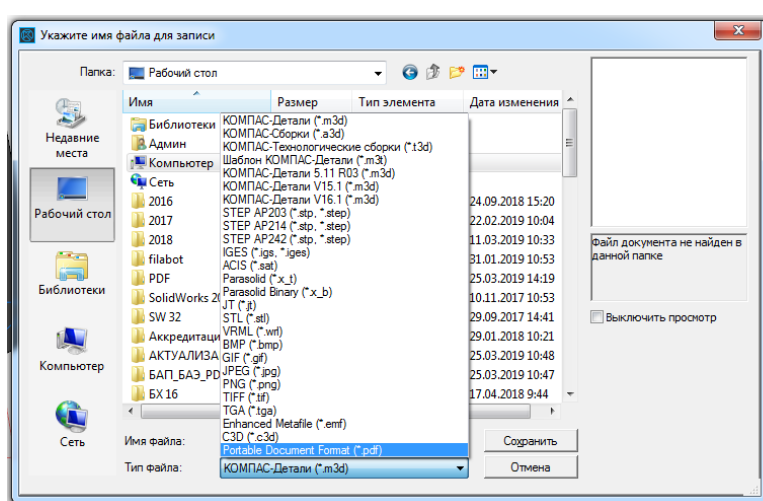 Укажите имя файла для записи
Папка: Рабочий стол
Имя Размер Тип элемента Дата изменения
Недавние места
Рабочий стол
Библиотеки
Компьютер
Сеть
Библиотеки
Админ
Компьютер
Сеть
2016 24.09.2018 15:20
2017 22.02.2019 10:04
2018 11.03.2019 10:33
filabot 31.01.2019 10:53
PDF 25.03.2019 14:19
SolidWorks 20 10.11.2017 10:53
SW 32 29.09.2017 14:41
Аккредитаци 29.01.2018 10:21
АКТУАЛИЗА 25.03.2019 10:48
БАП_БАЭ_PD 25.03.2019 10:47
БХ 16 17.04.2018 9:44
КОМПАС-Детали (*.m3d)
КОМПАС-Сборки (*.a3d)
КОМПАС-Технологические сборки (*.t3d)
Шаблон КОМПАС-Детали (*.m3t)
КОМПАС-Детали 5.11 R03 (*.m3d)
КОМПАС-Детали V15.1 (*.m3d)
КОМПАС-Детали V16.1 (*.m3d)
STEP AP203 (*.stp, *.step)
STEP AP214 (*.stp, *.step)
STEP AP242 (*.stp, *.step)
IGES (*.igs, *.iges)
ACIS (*.sat)
Parasolid (*.x_t)
Parasolid Binary (*.x_b)
JT (*.jt)
STL (*.stl)
VRML (*.wrl)
BMP (*.bmp)
GIF (*.gif)
JPEG (*.jpg)
PNG (*.png)
TIFF (*.tif)
TGA (*.tga)
Enhanced Metafile (*.emf)
C3D (*.c3d)
Portable Document Format (*.pdf)
Файл документа не найден в
данной папке
Выключить просмотр
Имя файла: Сохранить
Тип файла: КОМПАС-Детали (*.m3d) Отмена